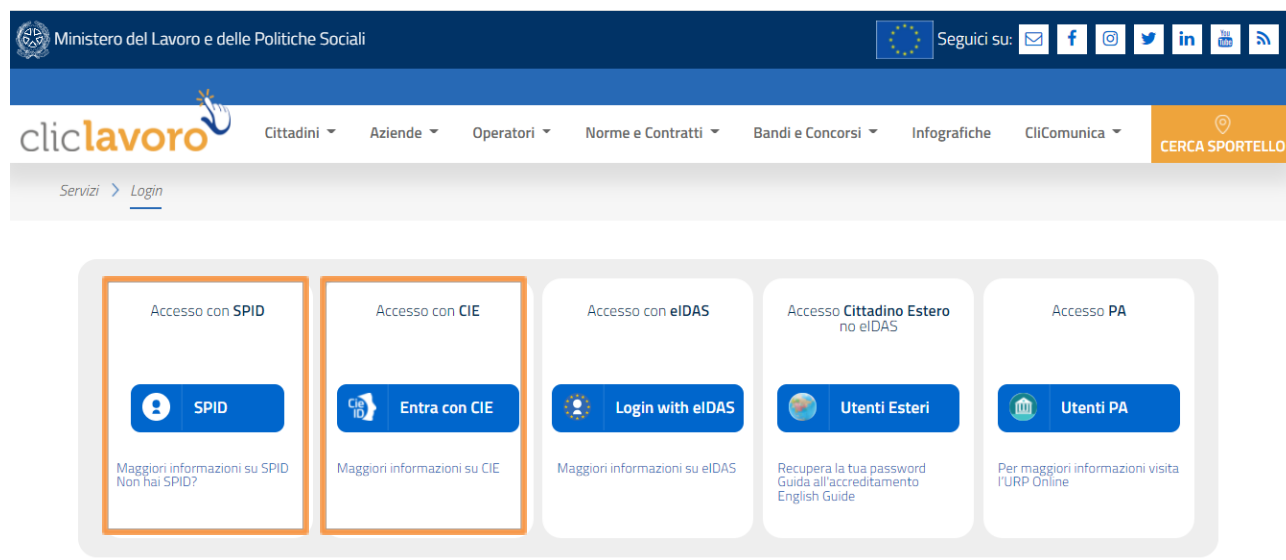 Ministero del Lavoro e delle Politiche Sociali
Seguici su:
You Tube
cliclavoro
Cittadini
Aziende
Operatori
Norme e Contratti
Bandi e Concorsi
Infografiche
CliComunica
CERCA SPORTELLO
Servizi > Login
Accesso con SPID
SPID
Maggiori informazioni su SPID
Non hai SPID?
Accesso con CIE
Cie ID
Entra con CIE
Maggiori informazioni su CIE
Accesso con eIDAS
Login with eIDAS
Maggiori informazioni su eIDAS
Accesso Cittadino Estero
no eIDAS
Utenti Esteri
Recupera la tua password
Guida all'accreditamento
English Guide
Accesso PA
Utenti PA
Per maggiori informazioni visita
l'URP Online